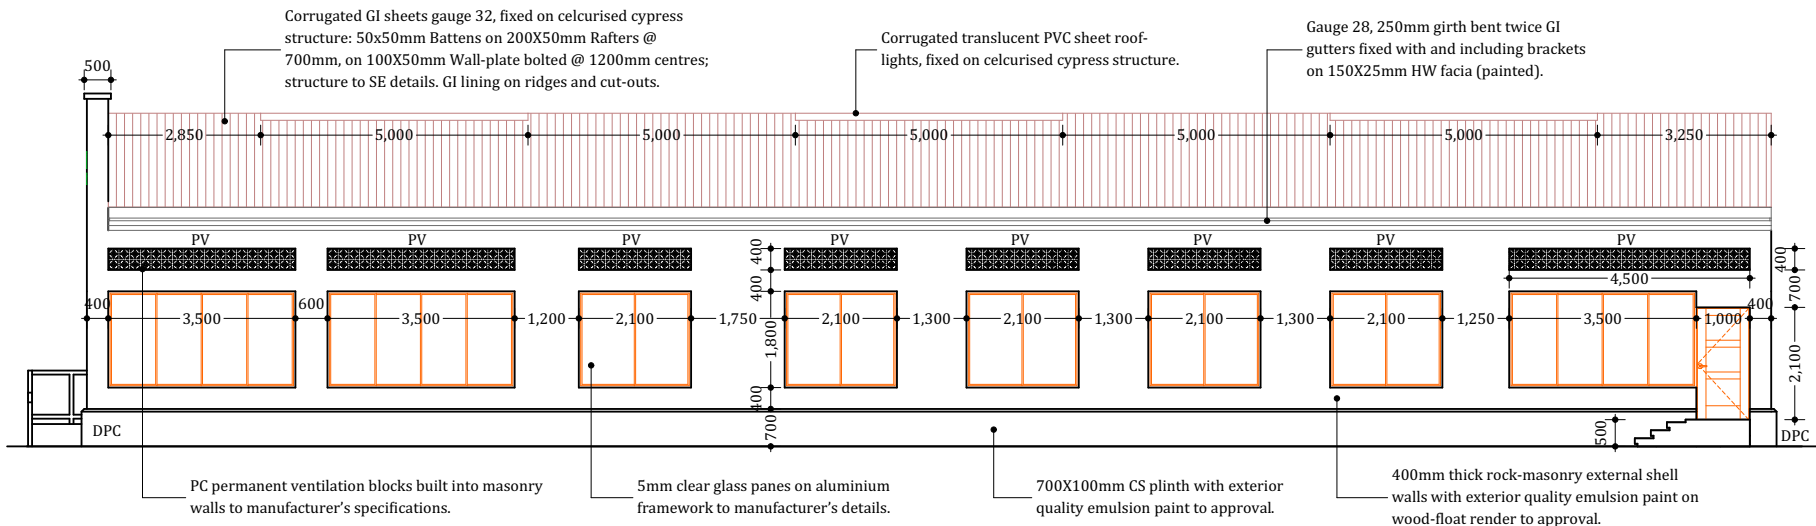 Corrugated GI sheets gauge 32, fixed on celcurised cypress
structure: 50x50mm Battens on 200X50mm Rafters @
700mm, on 100X50mm Wall-plate bolted @ 1200mm centres;
structure to SE details. GI lining on ridges and cut-outs.
Corrugated translucent PVC sheet roof-
lights, fixed on celcurised cypress structure.
Gauge 28, 250mm girth bent twice GI
gutters fixed with and including brackets
on 150X25mm HW facia (painted).
500
2,850 5,000 5,000 5,000 5,000 5,000 3,250
PV PV PV PV PV PV PV PV
400 400
4,500
400 700
400 3,500 600 3,500 1,200 2,100 1,750 2,100 1,300 2,100 1,300 2,100 1,300 2,100 1,250 3,500 1,000 400
1,800 2,100
400
DPC 700 500 DPC
PC permanent ventilation blocks built into masonry
walls to manufacturer's specifications.
5mm clear glass panes on aluminium
framework to manufacturer's details.
700X100mm CS plinth with exterior
quality emulsion paint to approval.
400mm thick rock-masonry external shell
walls with exterior quality emulsion paint on
wood-float render to approval.